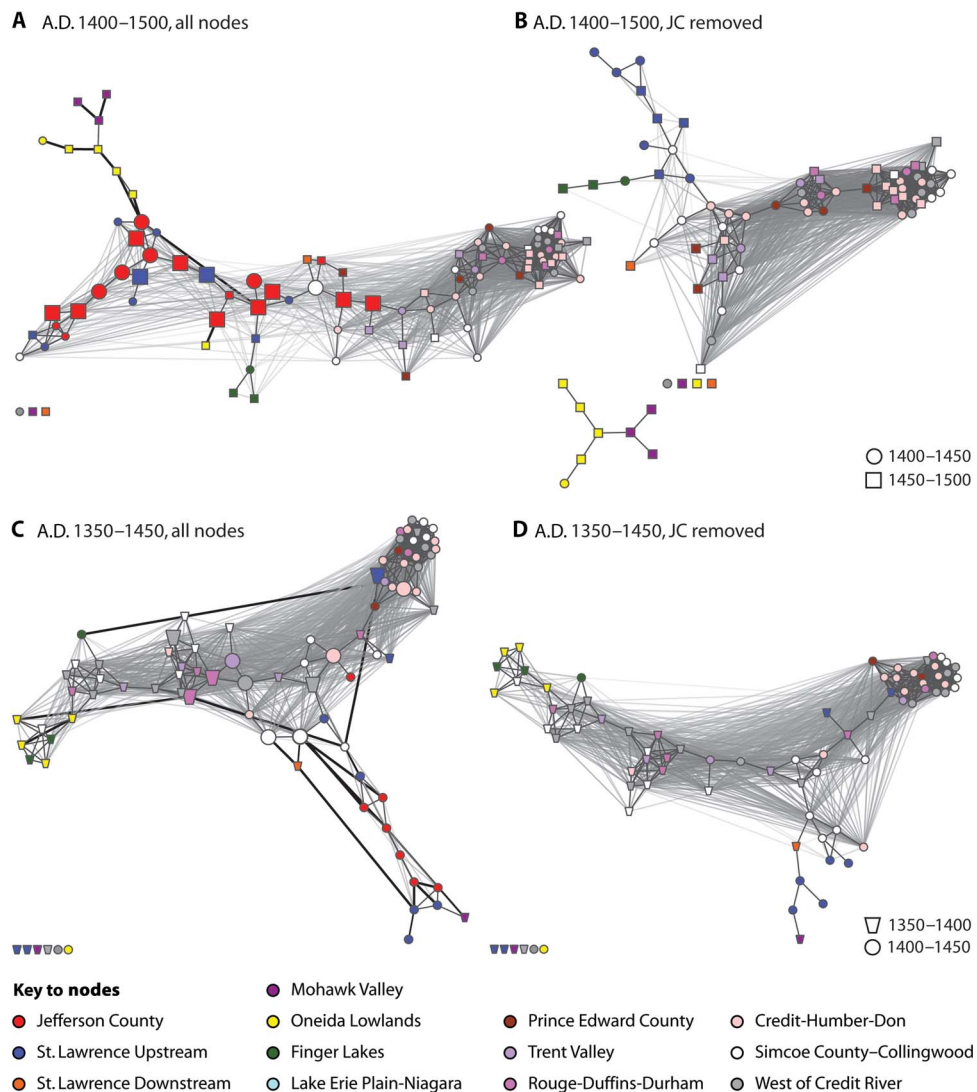 A A.D. 1400–1500, all nodes
B A.D. 1400–1500, JC removed
1400–1450
1450–1500
C A.D. 1350–1450, all nodes
D A.D. 1350–1450, JC removed
1350–1400
1400–1450
Key to nodes
Mohawk Valley
Jefferson County
Oneida Lowlands
Prince Edward County
Credit-Humber-Don
St. Lawrence Upstream
Finger Lakes
Trent Valley
Simcoe County–Collingwood
St. Lawrence Downstream
Lake Erie Plain-Niagara
Rouge-Duffins-Durham
West of Credit River